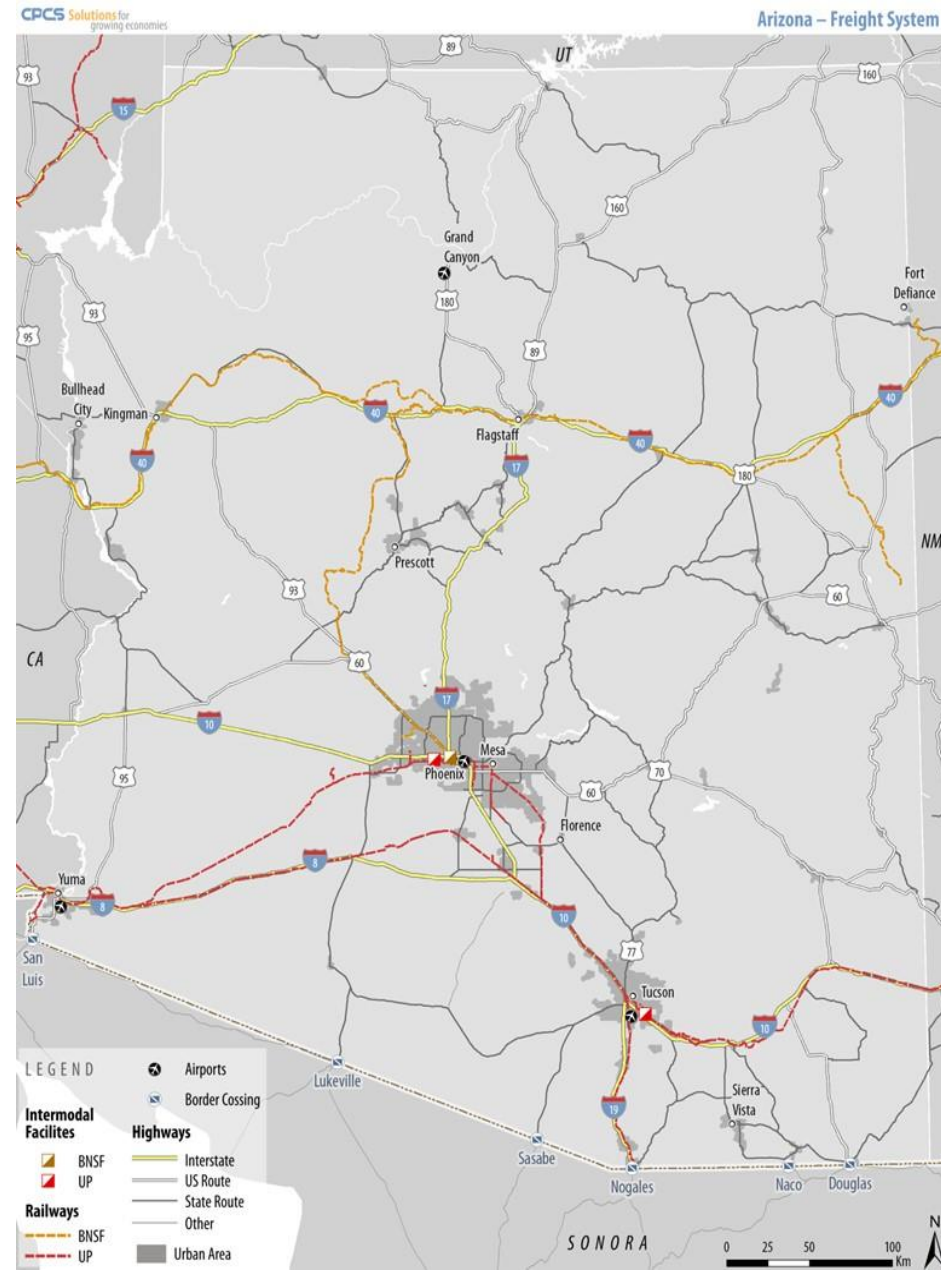 CPCS Solutions for
growing economies
Arizona – Freight System
89
UT
93
93
160
15
160
Grand
Canyon
180
Fort
Defiance
93
95
89
Bullhead
City
Kingman
40
40
40
Flagstaff
40
17
40
180
Prescott
NM
93
60
CA
60
17
10
Mesa
Phoenix
70
95
60
Florence
8
Yuma
8
10
77
San
Luis
Tucson
10
LEGEND
Airports
Lukeville
Border Cossing
Sierra
Vista
19
Intermodal
Facilites
Highways
BNSF
Interstate
Sasabe
UP
US Route
Nogales
Naco
Douglas
State Route
Railways
Other
BNSF
UP
Urban Area
SONORA
N
0 25 50 100
Km